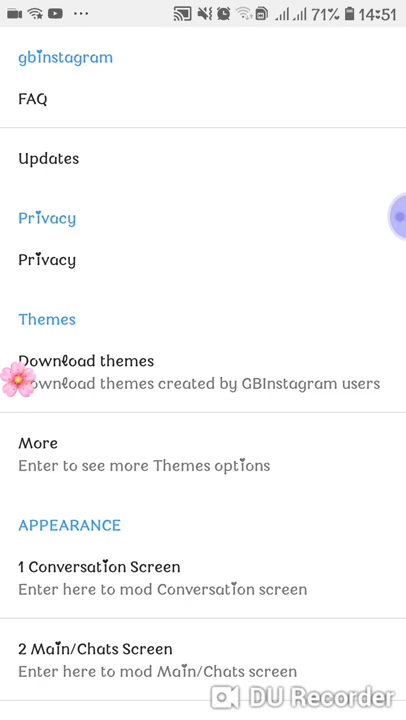 71% 14:51
gbinstagram
FAQ
Updates
Privacy
Privacy
Themes
Download themes
Download themes created by GBInstagram users
More
Enter to see more Themes options
APPEARANCE
1 Conversation Screen
Enter here to mod Conversation screen
2 Main/Chats Screen
Enter here to mod Main/Chats screen
DU Recorder